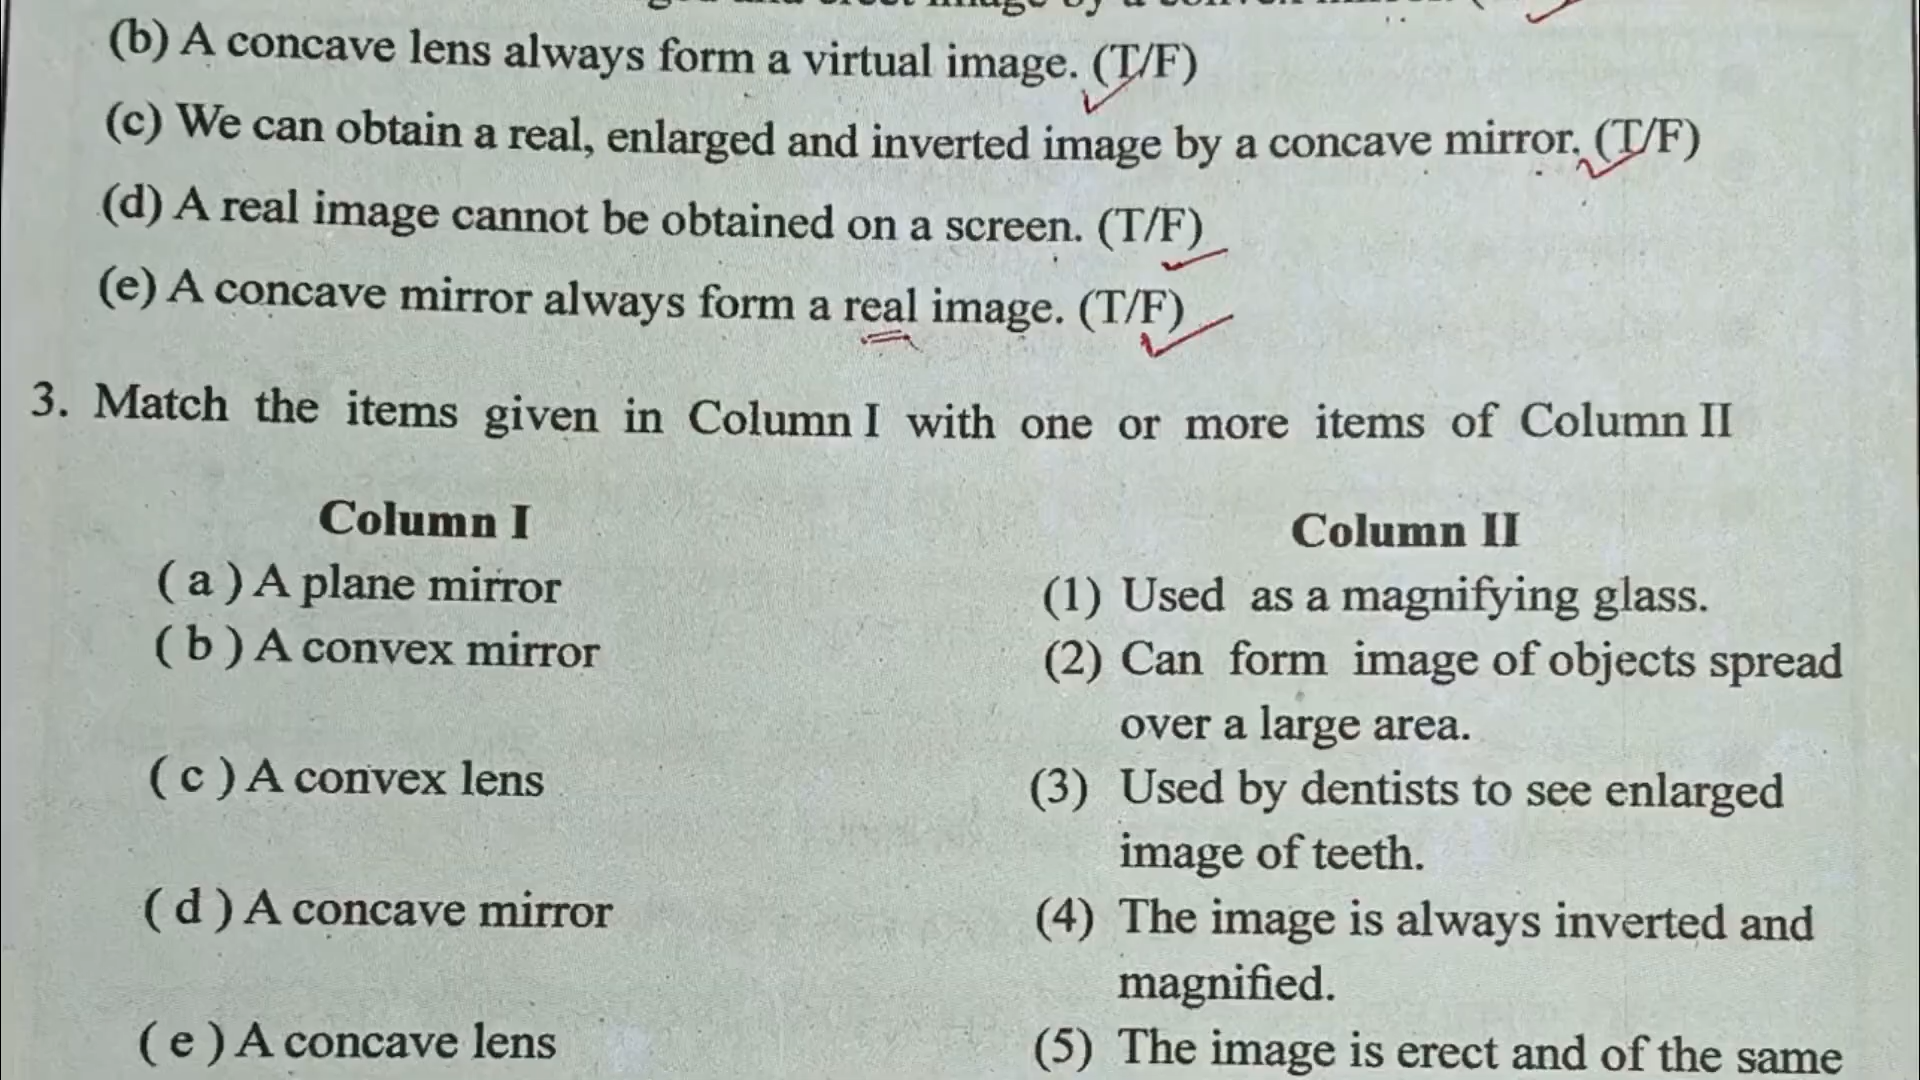 image by a
(b) A concave lens always form a virtual image. (T/F)
(c) We can obtain a real, enlarged and inverted image by a concave mirror. (T/F)
(d) A real image cannot be obtained on a screen. (T/F)
(e) A concave mirror always form a real image. (T/F)
3. Match the items given in Column I with one or more items of Column II
Column I
Column II
( a ) A plane mirror
(1) Used as a magnifying glass.
( b ) A convex mirror
(2) Can form image of objects spread
over a large area.
( c ) A convex lens
(3) Used by dentists to see enlarged
image of teeth.
( d ) A concave mirror
(4) The image is always inverted and
magnified.
( e ) A concave lens
(5) The image is erect and of the same